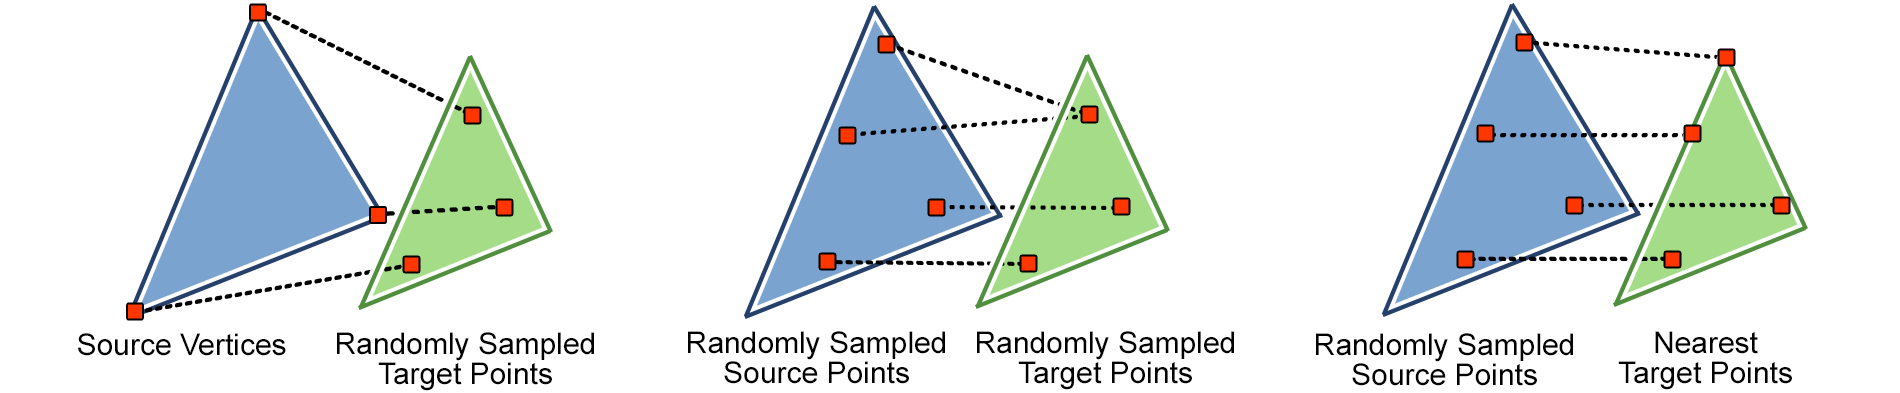 Source Vertices
Randomly Sampled
Target Points
Randomly Sampled
Source Points
Randomly Sampled
Target Points
Randomly Sampled
Source Points
Nearest
Target Points